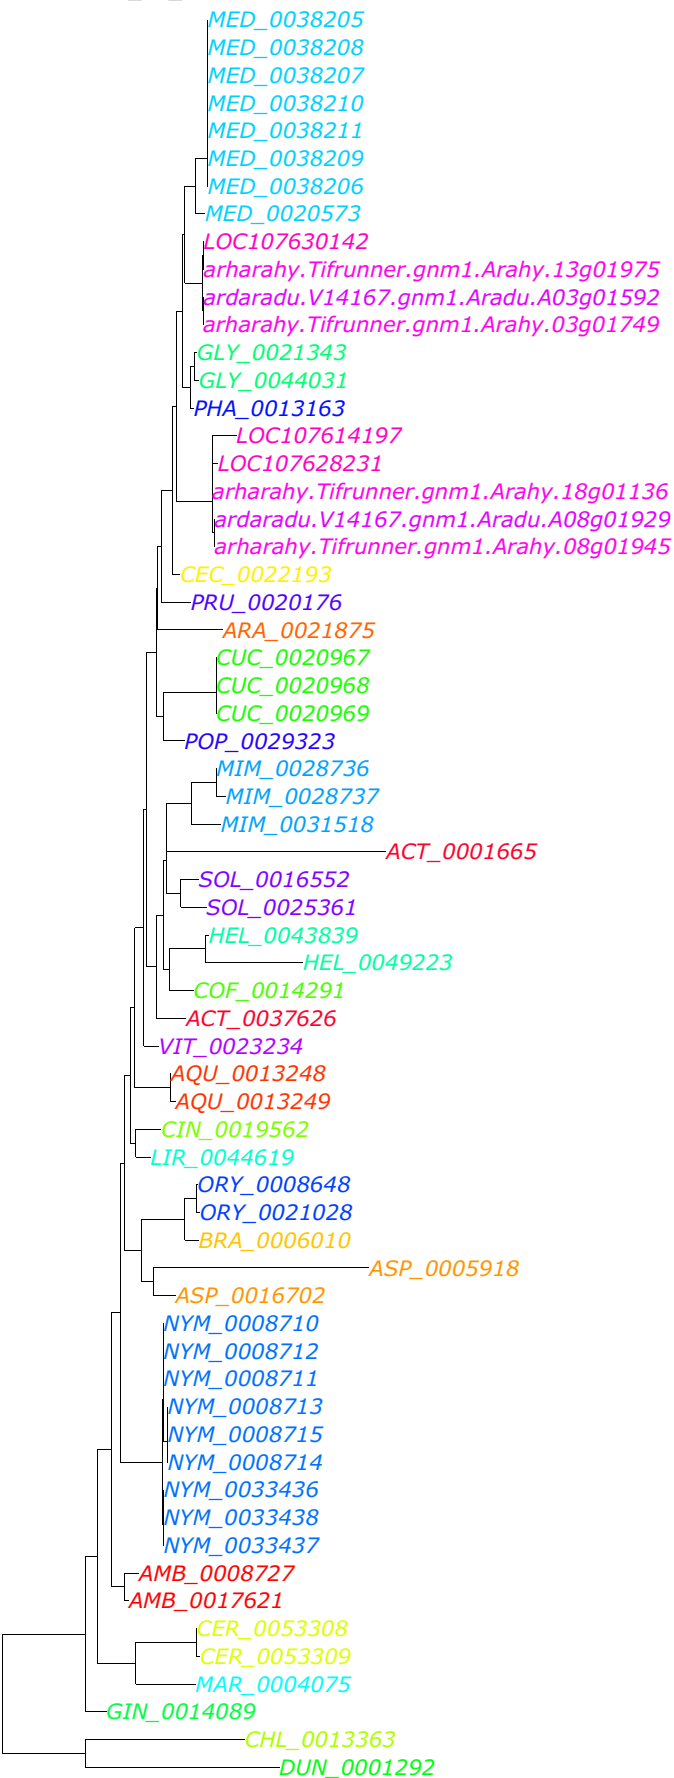 MED_0038205
MED_0038208
MED_0038207
MED_0038210
MED_0038211
MED_0038209
MED_0038206
MED_0020573
LOC107630142
arharahy.Tifrunner.gnm1.Arahy.13g01975
ardaradu.V14167.gnm1.Aradu.A03g01592
arharahy.Tifrunner.gnm1.Arahy.03g01749
GLY_0021343
GLY_0044031
PHA_0013163
LOC107614197
LOC107628231
arharahy.Tifrunner.gnm1.Arahy.18g01136
ardaradu.V14167.gnm1.Aradu.A08g01929
arharahy.Tifrunner.gnm1.Arahy.08g01945
CEC_0022193
PRU_0020176
ARA_0021875
CUC_0020967
CUC_0020968
CUC_0020969
POP_0029323
MIM_0028736
MIM_0028737
MIM_0031518
ACT_0001665
SOL_0016552
SOL_0025361
HEL_0043839
HEL_0049223
COF_0014291
ACT_0037626
VIT_0023234
AQU_0013248
AQU_0013249
CIN_0019562
LIR_0044619
ORY_0008648
ORY_0021028
BRA_0006010
ASP_0005918
ASP_0016702
NYM_0008710
NYM_0008712
NYM_0008711
NYM_0008713
NYM_0008715
NYM_0008714
NYM_0033436
NYM_0033438
NYM_0033437
AMB_0008727
AMB_0017621
CER_0053308
CER_0053309
MAR_0004075
GIN_0014089
CHL_0013363
DUN_0001292